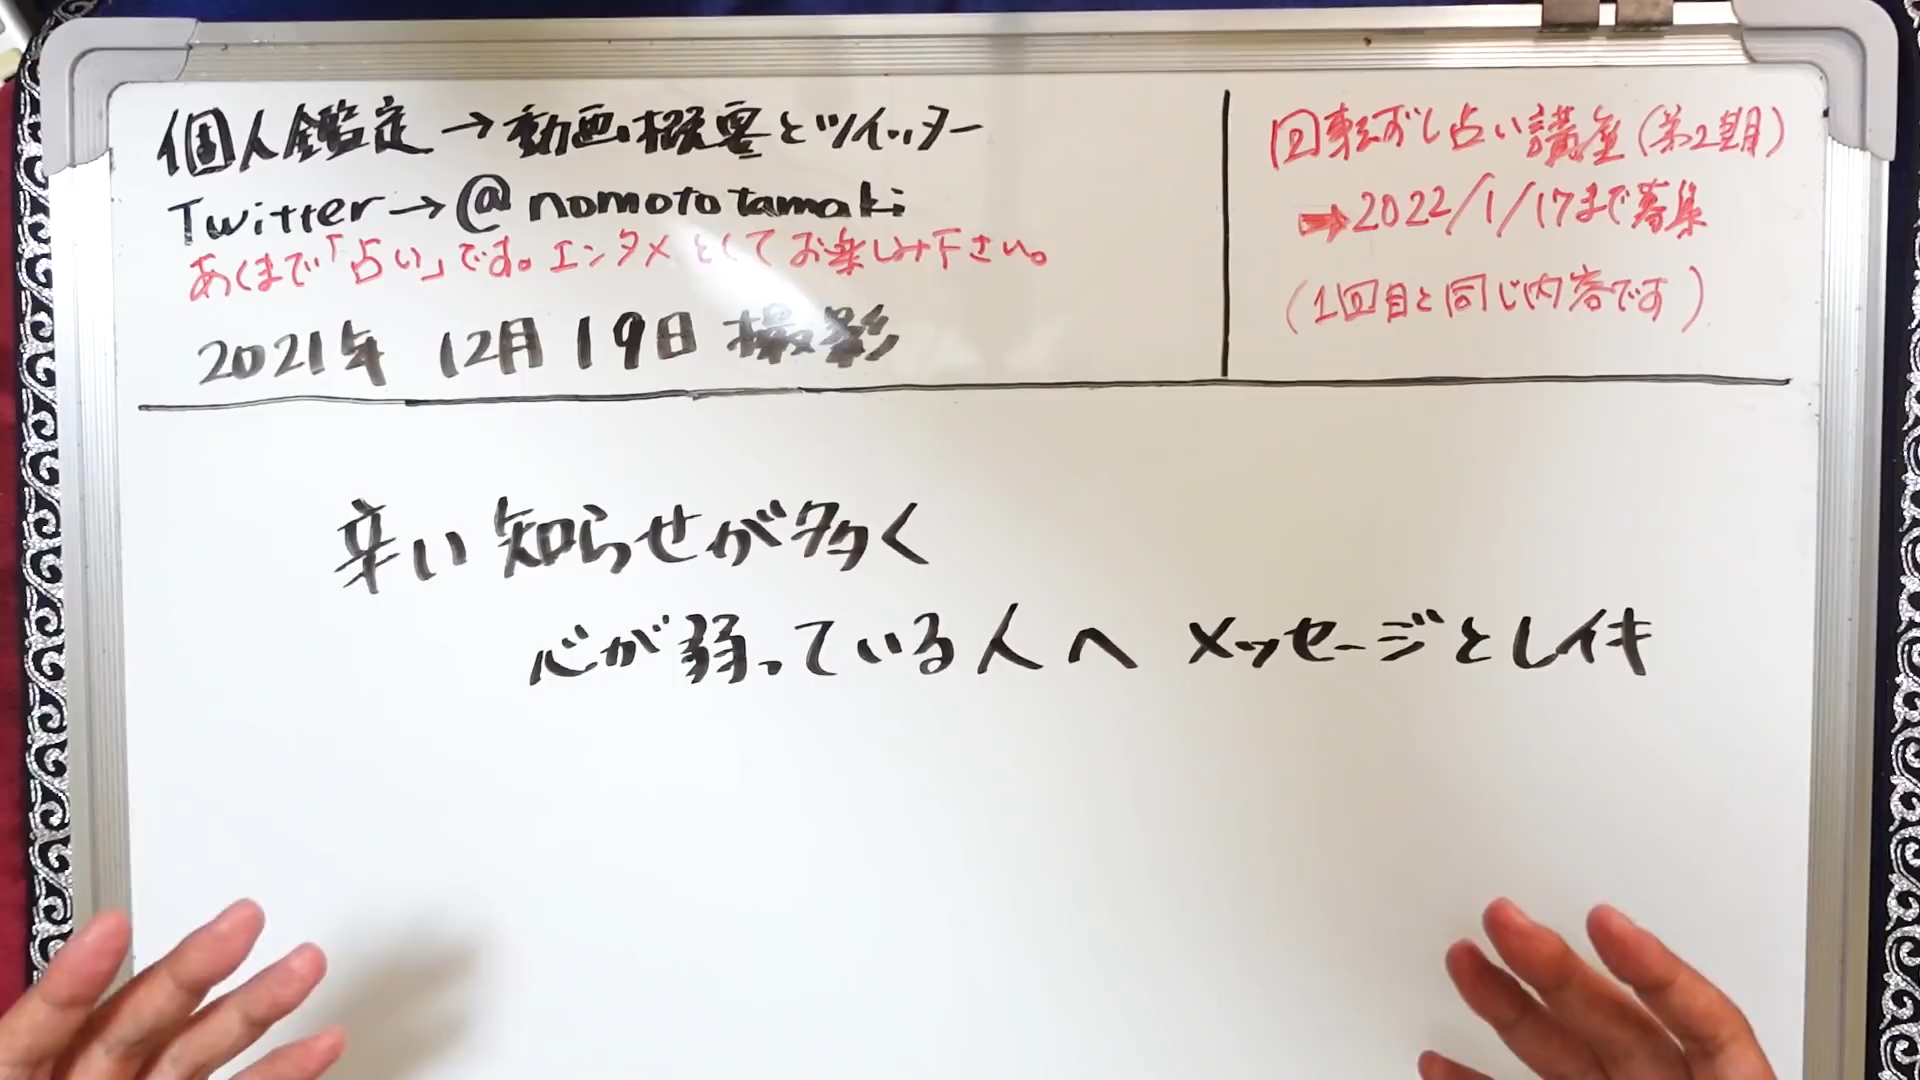 個人鑑定→動画概要とツイッター
Twitter→@nomototamaki
あくまで「占い」です。エンタメとしてお楽しみ下さい。
2021年 12月19日 撮影
回転ずし占い講座(第2期)
➡2022/1/17まで募集
(1回目と同じ内容です)
辛い知らせが多く
心が弱っている人へ メッセージとレイキ